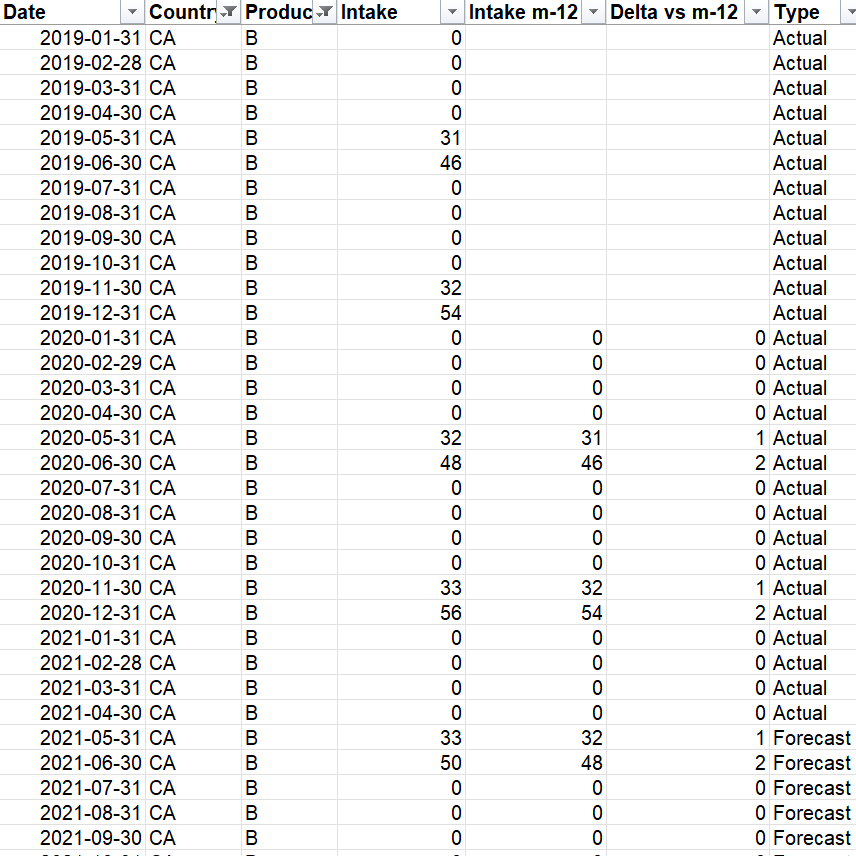 Date Countr Produc Intake Intake m-12 Delta vs m-12 Type
2019-01-31 CA B 0 Actual
2019-02-28 CA B 0 Actual
2019-03-31 CA B 0 Actual
2019-04-30 CA B 0 Actual
2019-05-31 CA B 31 Actual
2019-06-30 CA B 46 Actual
2019-07-31 CA B 0 Actual
2019-08-31 CA B 0 Actual
2019-09-30 CA B 0 Actual
2019-10-31 CA B 0 Actual
2019-11-30 CA B 32 Actual
2019-12-31 CA B 54 Actual
2020-01-31 CA B 0 0 0 Actual
2020-02-29 CA B 0 0 0 Actual
2020-03-31 CA B 0 0 0 Actual
2020-04-30 CA B 0 0 0 Actual
2020-05-31 CA B 32 31 1 Actual
2020-06-30 CA B 48 46 2 Actual
2020-07-31 CA B 0 0 0 Actual
2020-08-31 CA B 0 0 0 Actual
2020-09-30 CA B 0 0 0 Actual
2020-10-31 CA B 0 0 0 Actual
2020-11-30 CA B 33 32 1 Actual
2020-12-31 CA B 56 54 2 Actual
2021-01-31 CA B 0 0 0 Actual
2021-02-28 CA B 0 0 0 Actual
2021-03-31 CA B 0 0 0 Actual
2021-04-30 CA B 0 0 0 Actual
2021-05-31 CA B 33 32 1 Forecast
2021-06-30 CA B 50 48 2 Forecast
2021-07-31 CA B 0 0 0 Forecast
2021-08-31 CA B 0 0 0 Forecast
2021-09-30 CA B 0 0 0 Forecast